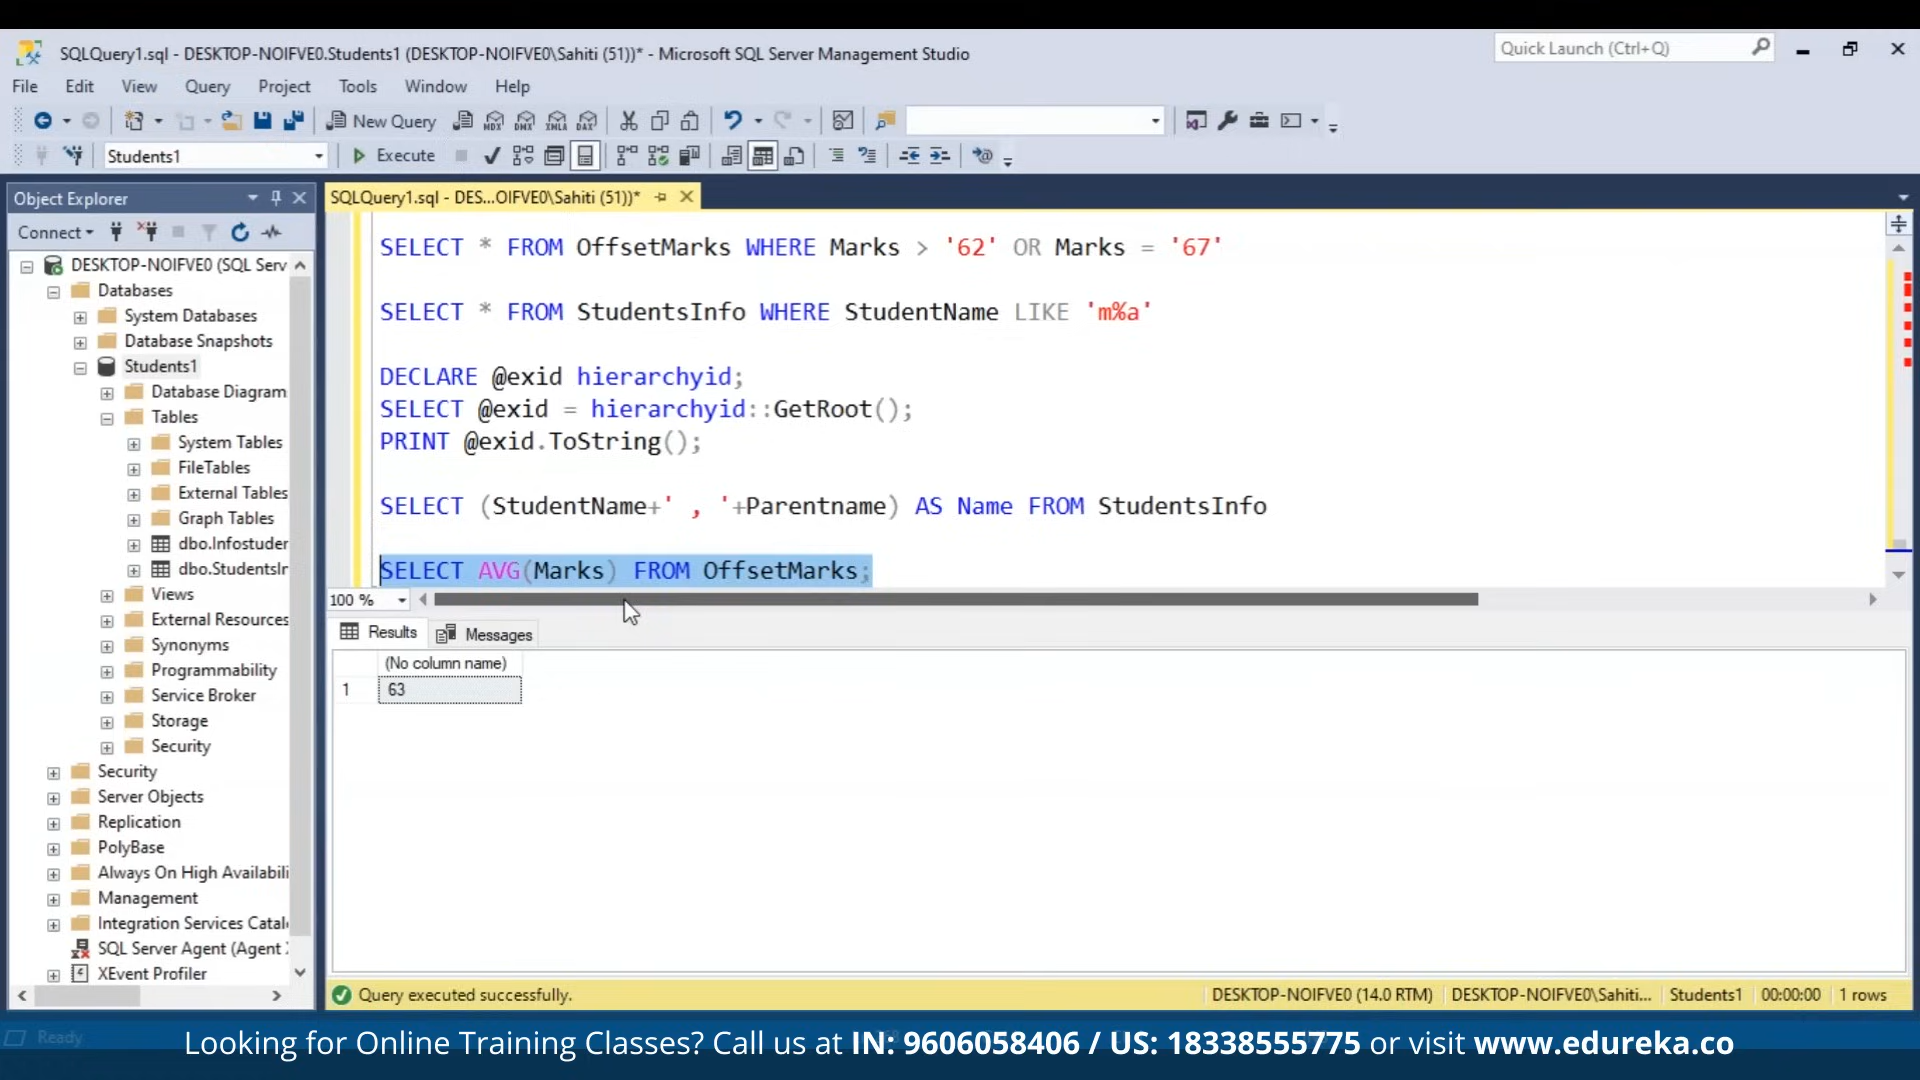 SQLQuery1.sql - DESKTOP-NOIFVE0.Students1 (DESKTOP-NOIFVE0\Sahiti (51))* - Microsoft SQL Server Management Studio
Quick Launch (Ctrl+Q)
File Edit View Query Project Tools Window Help
New Query
Students1
Execute
Object Explorer
SQLQuery1.sql - DES...OIFVE0\Sahiti (51))*
Connect
DESKTOP-NOIFVE0 (SQL Serv
Databases
System Databases
Database Snapshots
Students1
Database Diagram
Tables
System Tables
FileTables
External Tables
Graph Tables
dbo.Infostuder
dbo.StudentsIr
Views
External Resources
Synonyms
Programmability
Service Broker
Storage
Security
Security
Server Objects
Replication
PolyBase
Always On High Availabili
Management
Integration Services Catal
SQL Server Agent (Agent
XEvent Profiler
SELECT * FROM OffsetMarks WHERE Marks > '62' OR Marks = '67'
SELECT * FROM StudentsInfo WHERE StudentName LIKE 'm%a'
DECLARE @exid hierarchyid;
SELECT @exid = hierarchyid::GetRoot();
PRINT @exid.ToString();
SELECT (StudentName+' , '+Parentname) AS Name FROM StudentsInfo
SELECT AVG(Marks) FROM OffsetMarks;
100 %
Results Messages
(No column name)
1 63
Query executed successfully.
DESKTOP-NOIFVE0 (14.0 RTM) DESKTOP-NOIFVE0\Sahiti... Students1 00:00:00 1 rows
Ready
Looking for Online Training Classes? Call us at IN: 9606058406 / US: 18338555775 or visit www.edureka.co